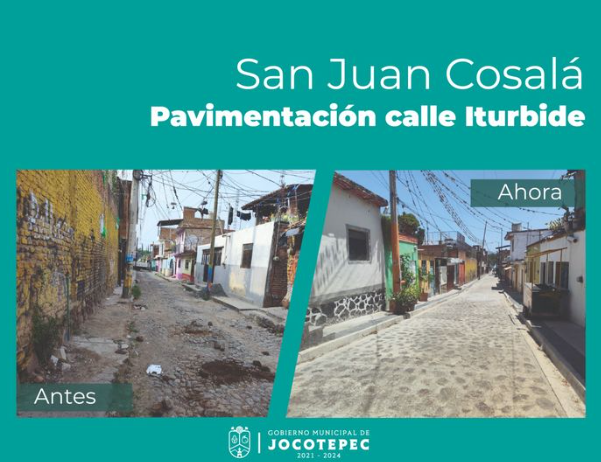 San Juan Cosalá
Pavimentación calle Iturbide
Ahora
Antes
GOBIERNO MUNICIPAL DE
JOCOTEPEC
2021 - 2024